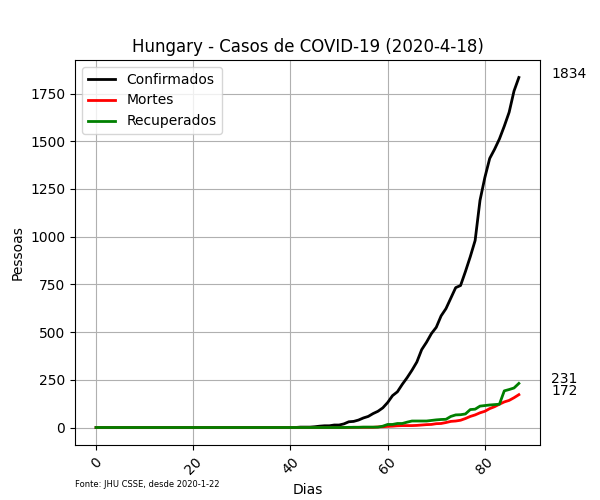 Hungary - Casos de COVID-19 (2020-4-18)
Confirmados
Mortes
Recuperados
1834
231
172
Pessoas
1750
1500
1250
1000
750
500
250
0
0
20
40
60
80
Dias
Fonte: JHU CSSE, desde 2020-1-22